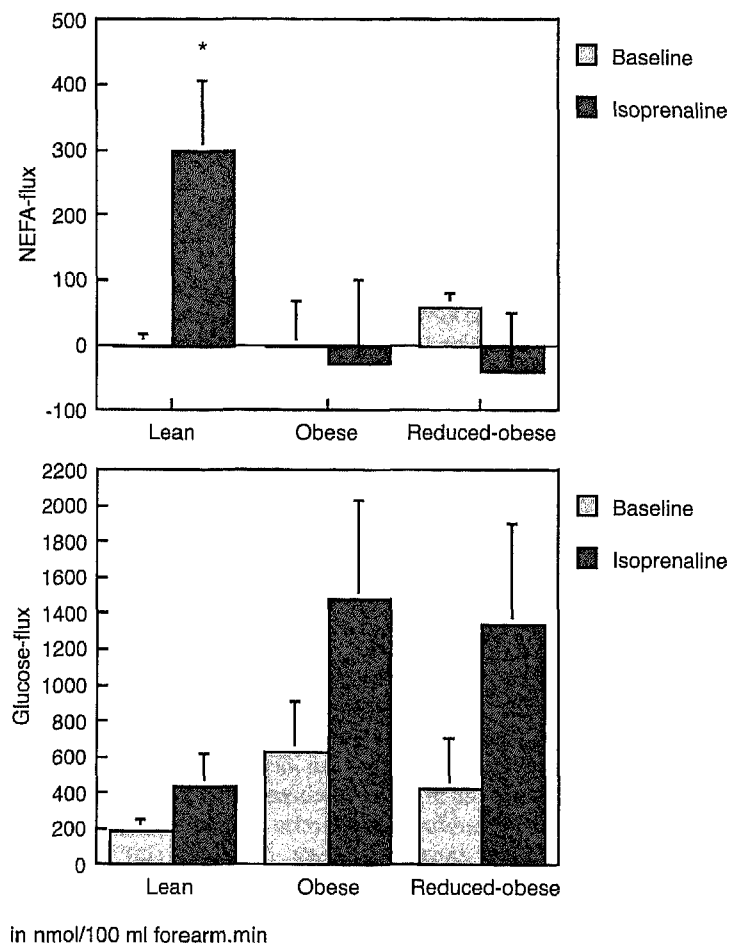 500
400
300
200
100
0
-100
NEFA-flux
*
Lean Obese Reduced-obese
Baseline
Isoprenaline
2200
2000
1800
1600
1400
1200
1000
800
600
400
200
0
Glucose-flux
Lean Obese Reduced-obese
Baseline
Isoprenaline
in nmol/100 ml forearm.min